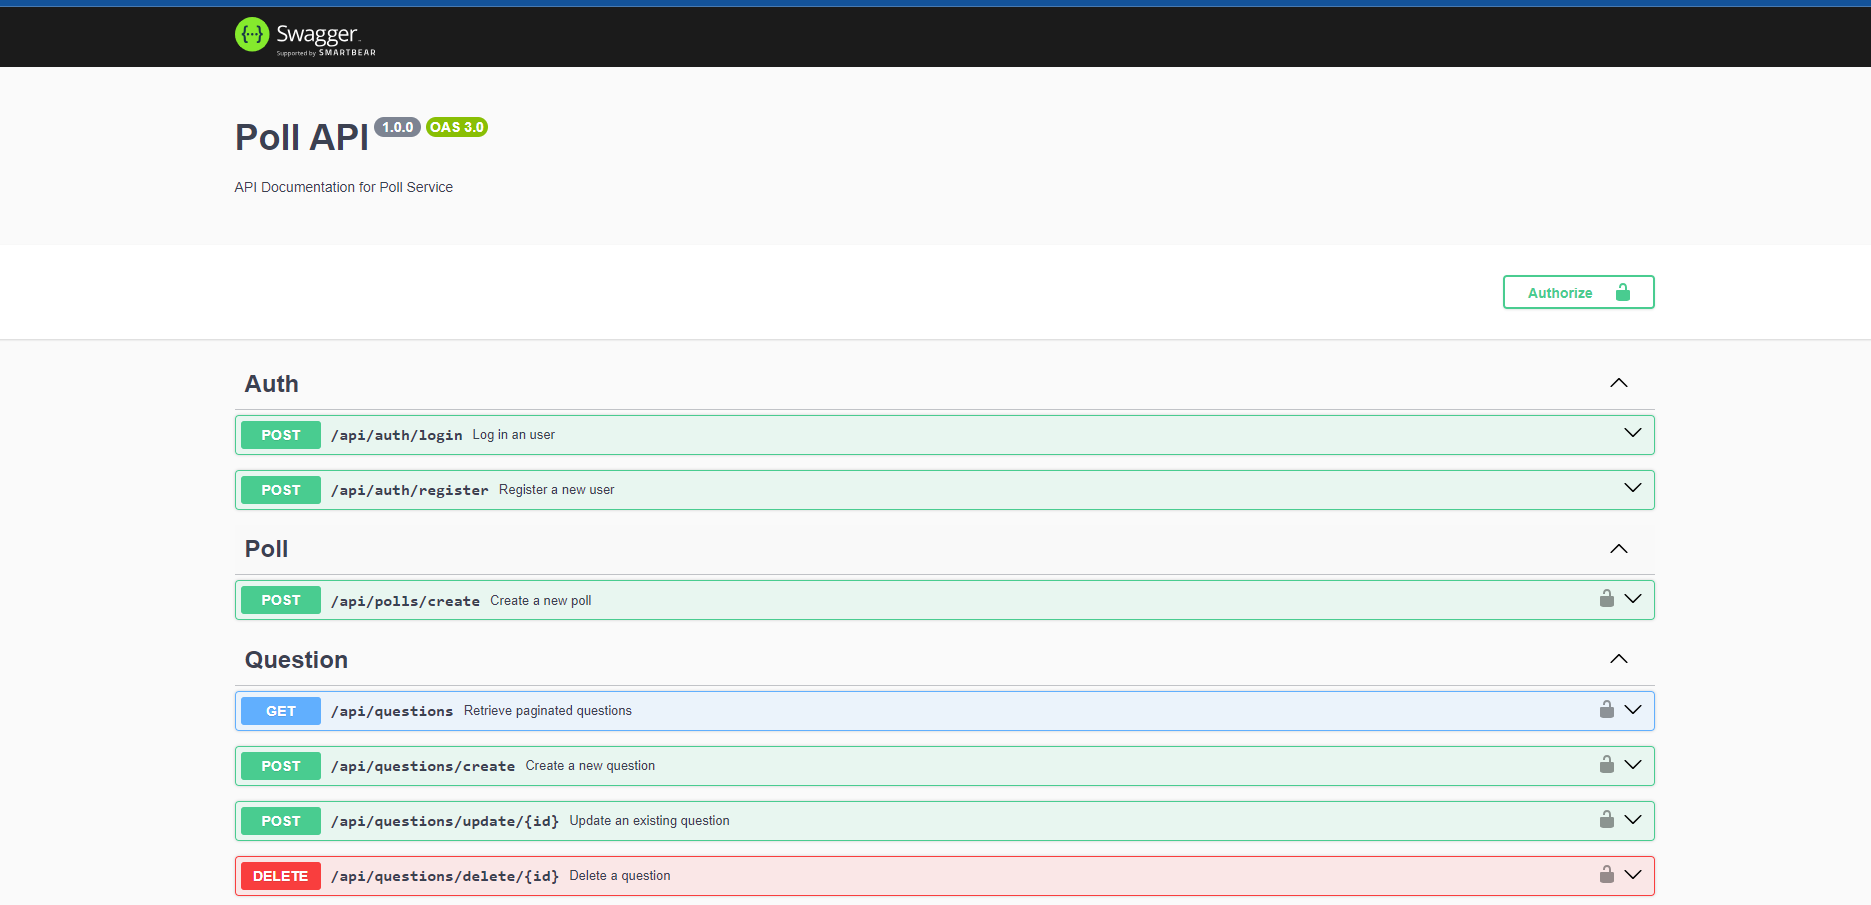 Swagger
Supported by SMARTBEAR
Poll API 1.0.0 OAS 3.0
API Documentation for Poll Service
Authorize
Auth
POST /api/auth/login Log in an user
POST /api/auth/register Register a new user
Poll
POST /api/polls/create Create a new poll
Question
GET /api/questions Retrieve paginated questions
POST /api/questions/create Create a new question
POST /api/questions/update/{id} Update an existing question
DELETE /api/questions/delete/{id} Delete a question